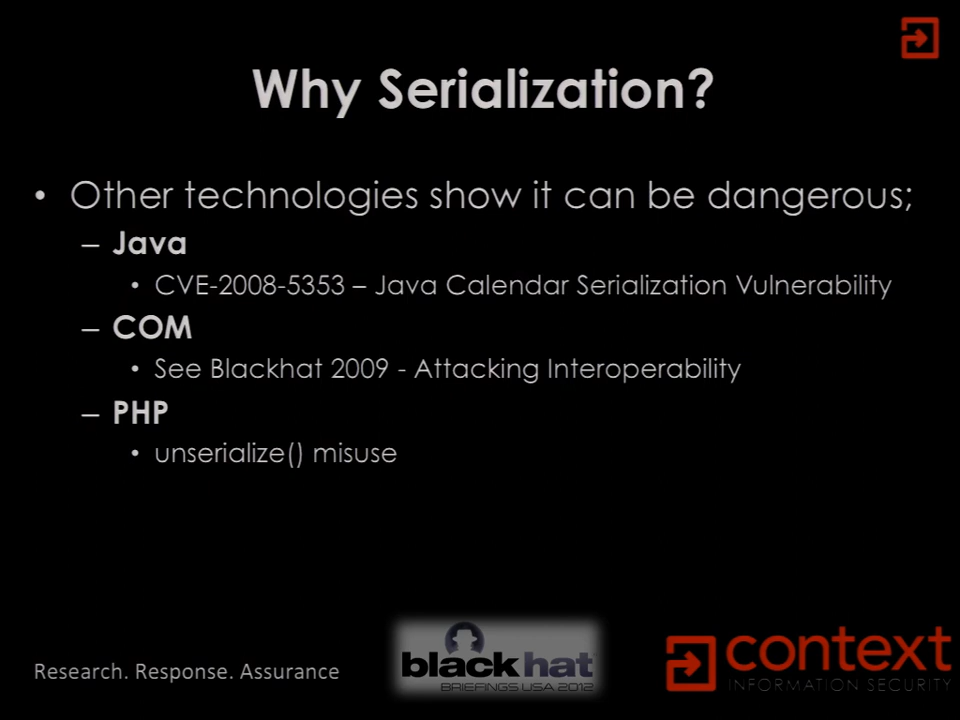 Why Serialization?
• Other technologies show it can be dangerous;
– Java
• CVE-2008-5353 – Java Calendar Serialization Vulnerability
– COM
• See Blackhat 2009 - Attacking Interoperability
– PHP
• unserialize() misuse
Research. Response. Assurance
black hat
BRIEFINGS USA 2012
context
INFORMATION SECURITY